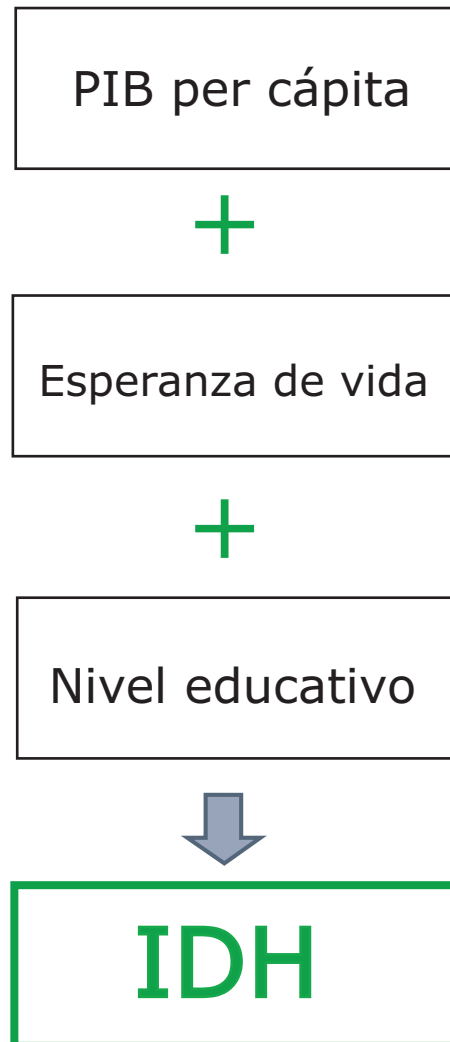 PIB per cápita
+
Esperanza de vida
+
Nivel educativo
IDH